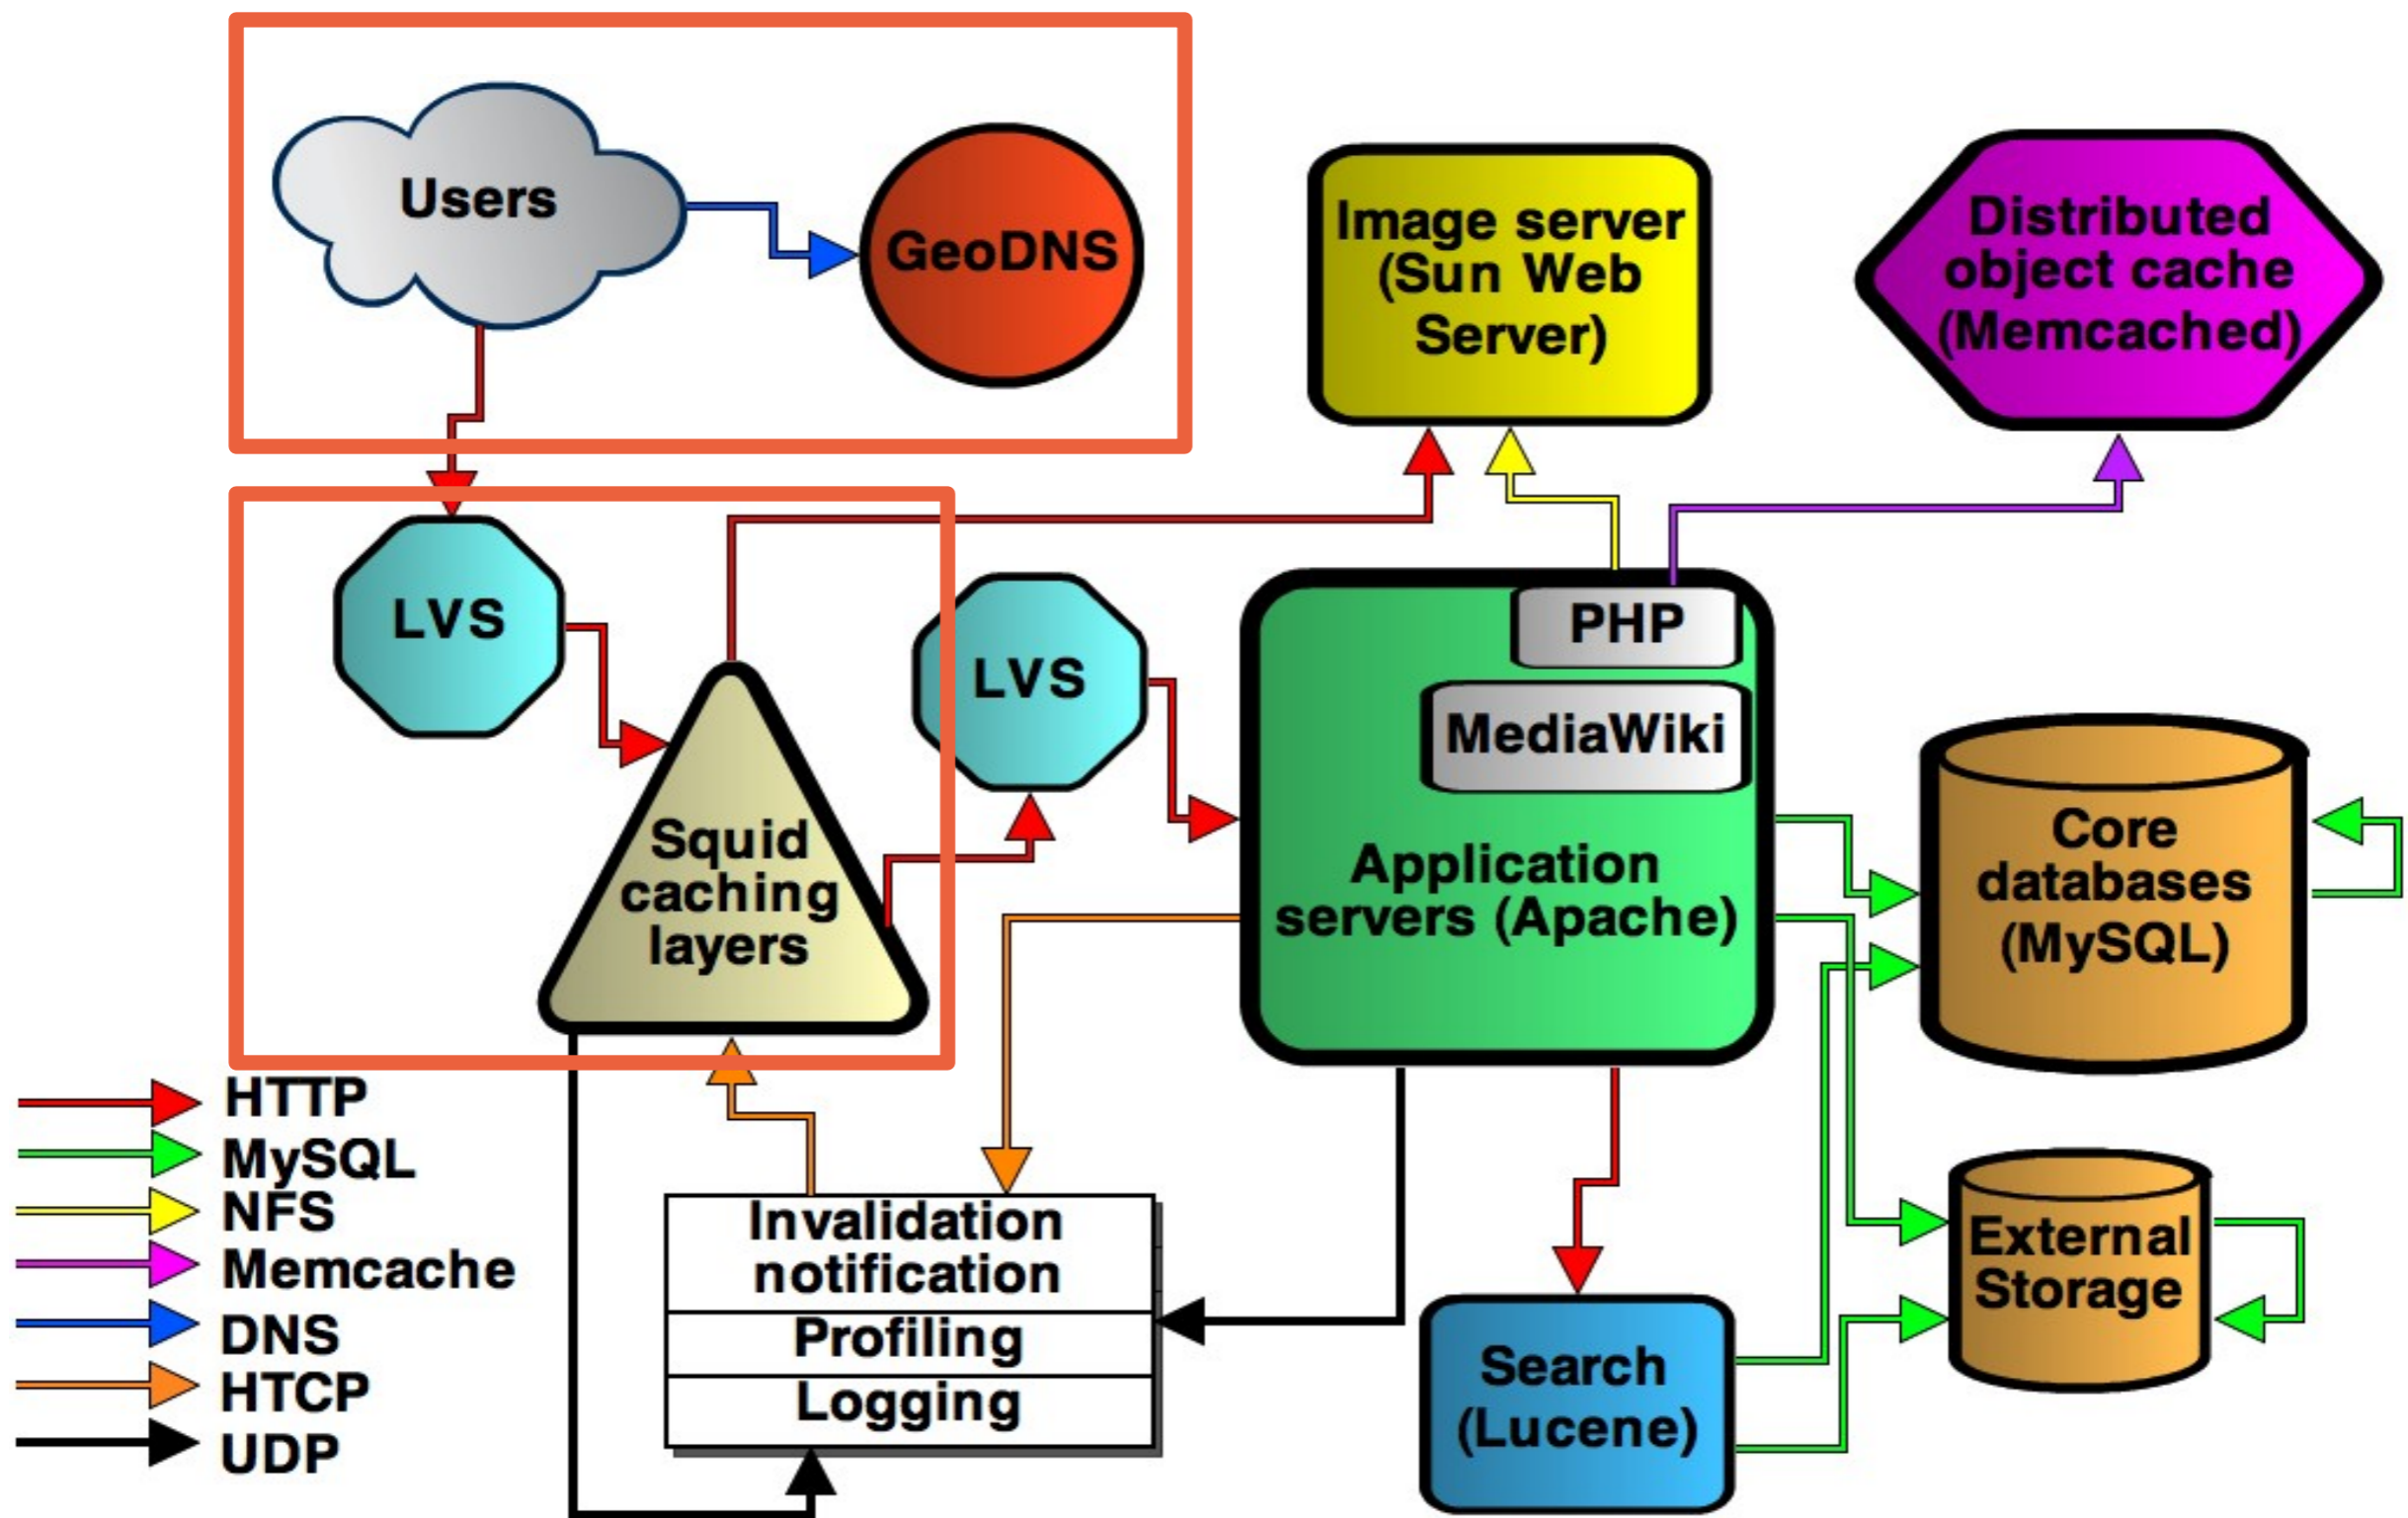 Users
GeoDNS
Image server
(Sun Web
Server)
Distributed
object cache
(Memcached)
LVS
LVS
PHP
MediaWiki
Application
servers (Apache)
Squid
caching
layers
Core
databases
(MySQL)
External
Storage
Invalidation
notification
Profiling
Logging
Search
(Lucene)
HTTP
MySQL
NFS
Memcache
DNS
HTCP
UDP